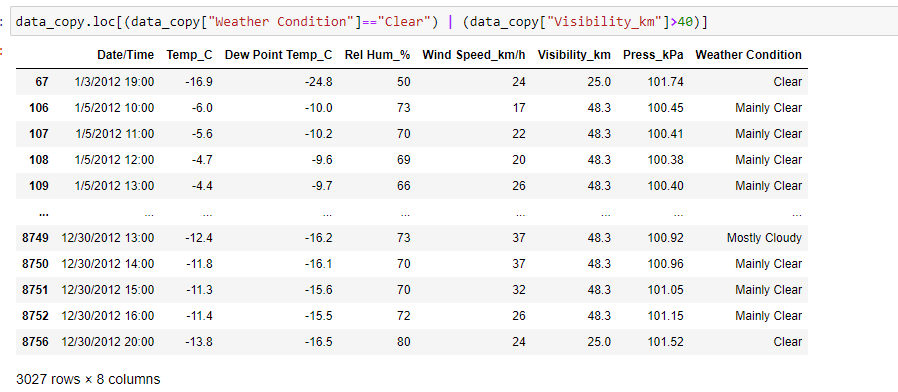 data_copy.loc[(data_copy["Weather Condition"]=="Clear") | (data_copy["Visibility_km"]>40)]
Date/Time Temp_C Dew Point Temp_C Rel Hum_% Wind Speed_km/h Visibility_km Press_kPa Weather Condition
67 1/3/2012 19:00 -16.9 -24.8 50 24 25.0 101.74 Clear
106 1/5/2012 10:00 -6.0 -10.0 73 17 48.3 100.45 Mainly Clear
107 1/5/2012 11:00 -5.6 -10.2 70 22 48.3 100.41 Mainly Clear
108 1/5/2012 12:00 -4.7 -9.6 69 20 48.3 100.38 Mainly Clear
109 1/5/2012 13:00 -4.4 -9.7 66 26 48.3 100.40 Mainly Clear
... ... ... ... ... ... ... ... ...
8749 12/30/2012 13:00 -12.4 -16.2 73 37 48.3 100.92 Mostly Cloudy
8750 12/30/2012 14:00 -11.8 -16.1 70 37 48.3 100.96 Mainly Clear
8751 12/30/2012 15:00 -11.3 -15.6 70 32 48.3 101.05 Mainly Clear
8752 12/30/2012 16:00 -11.4 -15.5 72 26 48.3 101.15 Mainly Clear
8756 12/30/2012 20:00 -13.8 -16.5 80 24 25.0 101.52 Clear
3027 rows × 8 columns